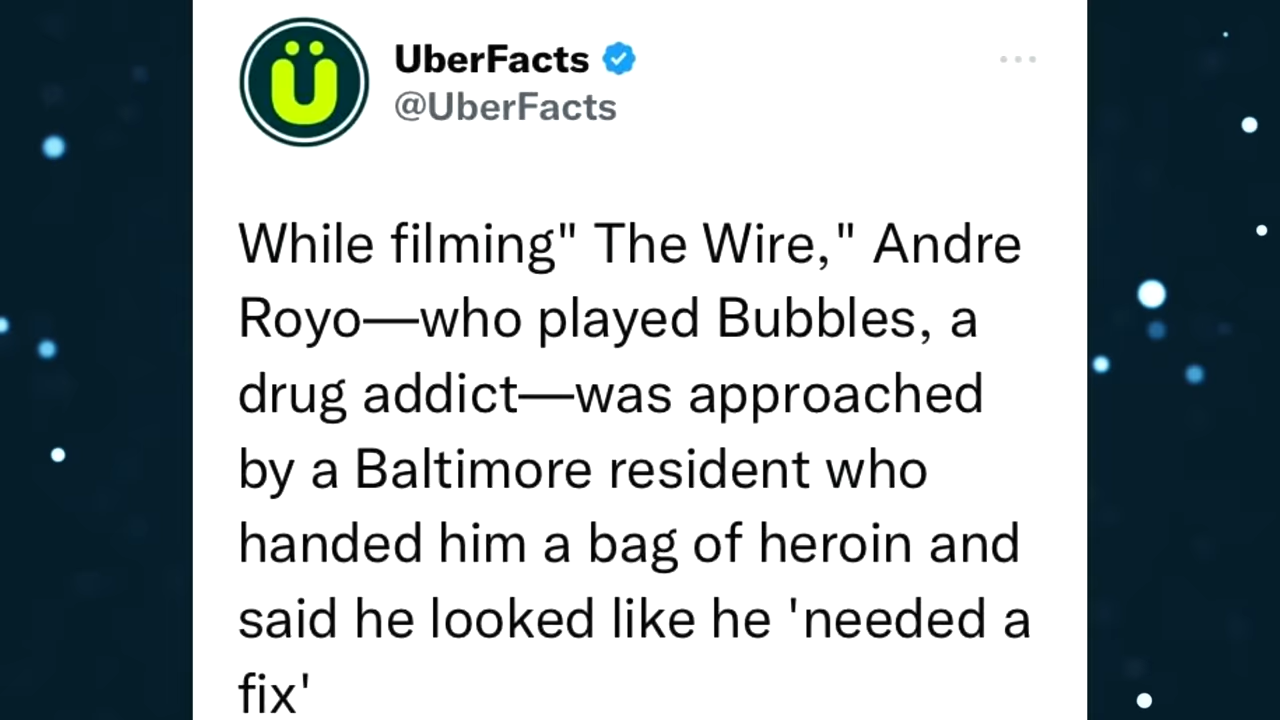 Ü
UberFacts
@UberFacts
While filming" The Wire," Andre
Royo—who played Bubbles, a
drug addict—was approached
by a Baltimore resident who
handed him a bag of heroin and
said he looked like he 'needed a
fix'